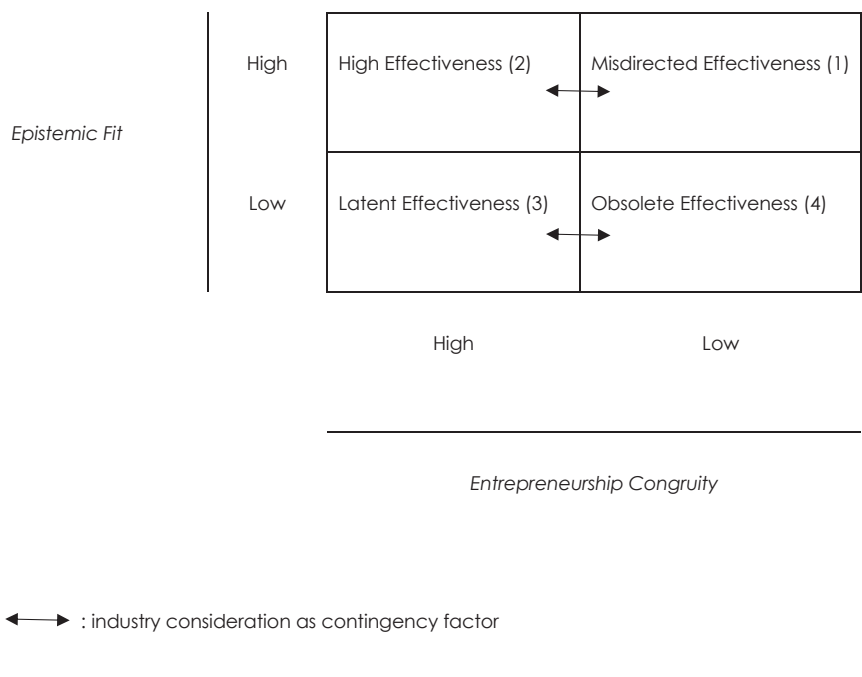 High
High Effectiveness (2)
Misdirected Effectiveness (1)
Epistemic Fit
Low
Latent Effectiveness (3)
Obsolete Effectiveness (4)
High
Low
Entrepreneurship Congruity
: industry consideration as contingency factor